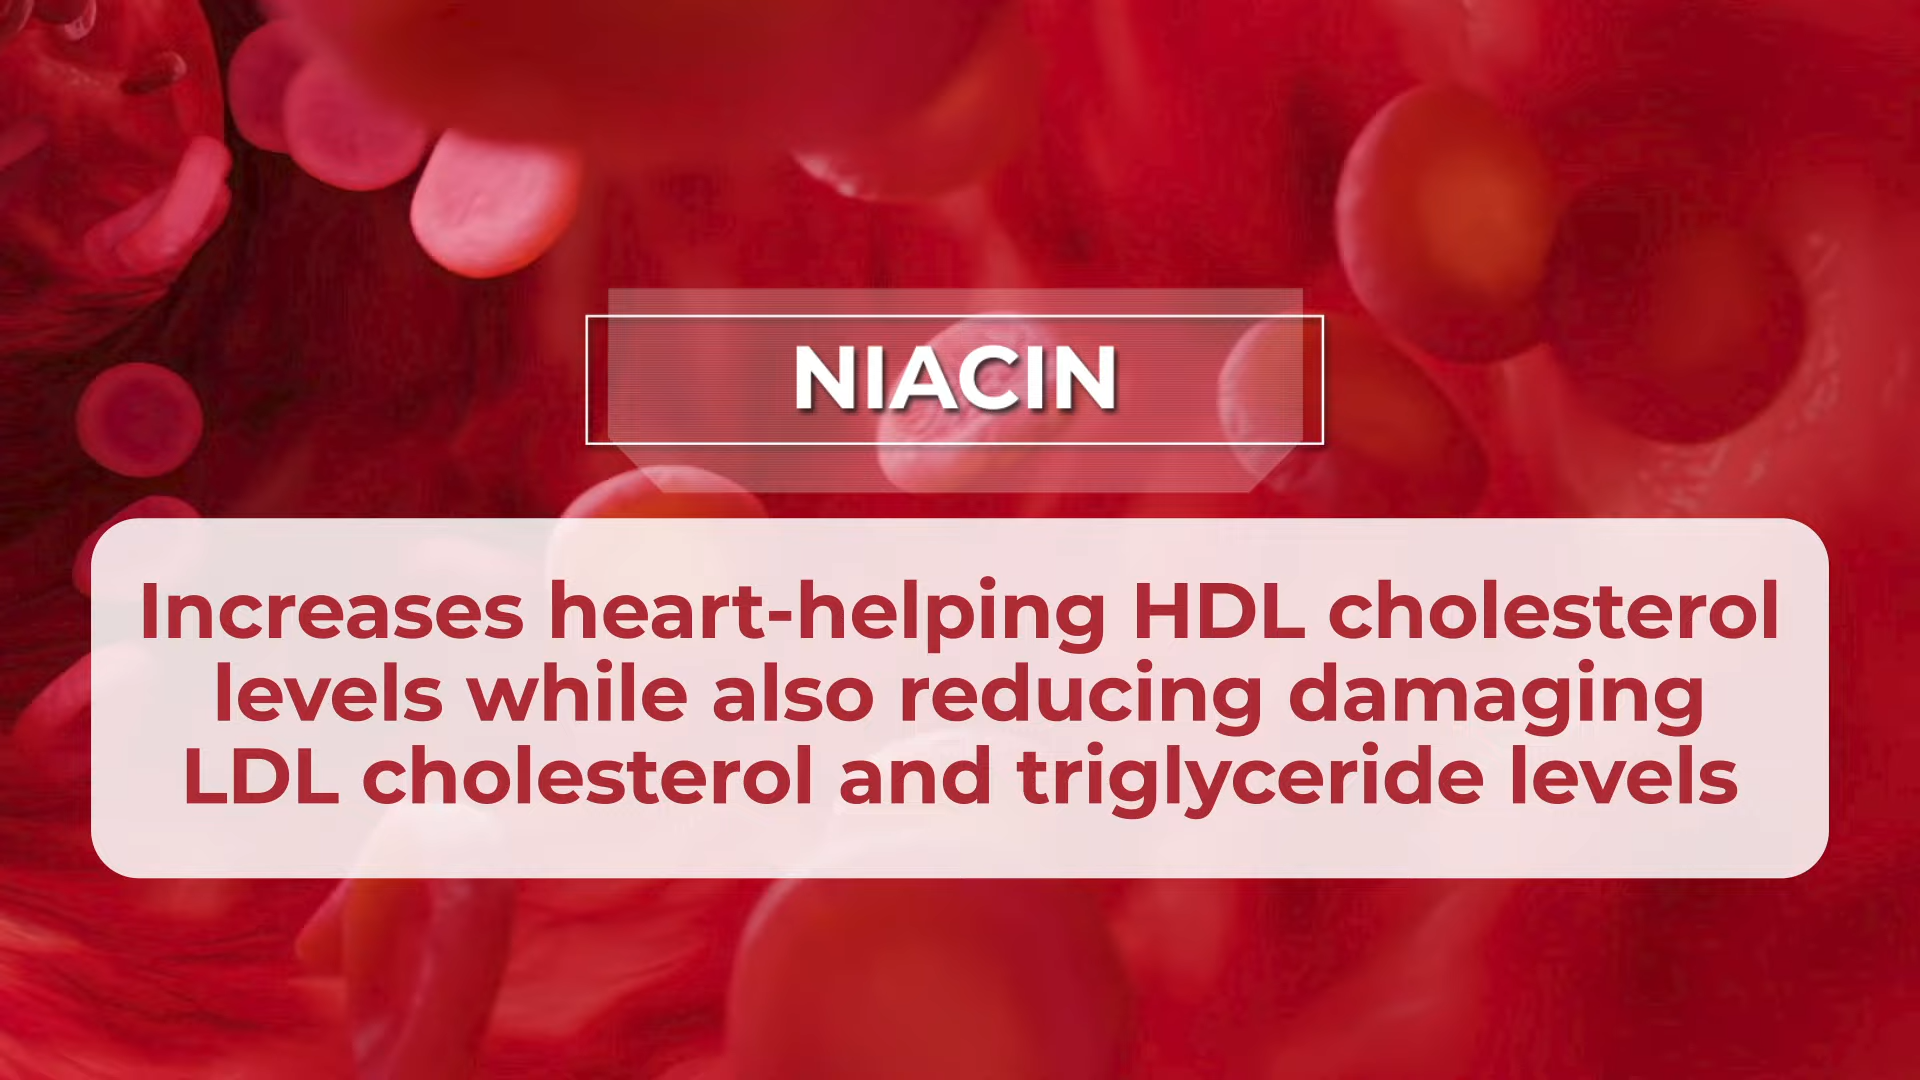 NIACIN
Increases heart-helping HDL cholesterol
levels while also reducing damaging
LDL cholesterol and triglyceride levels